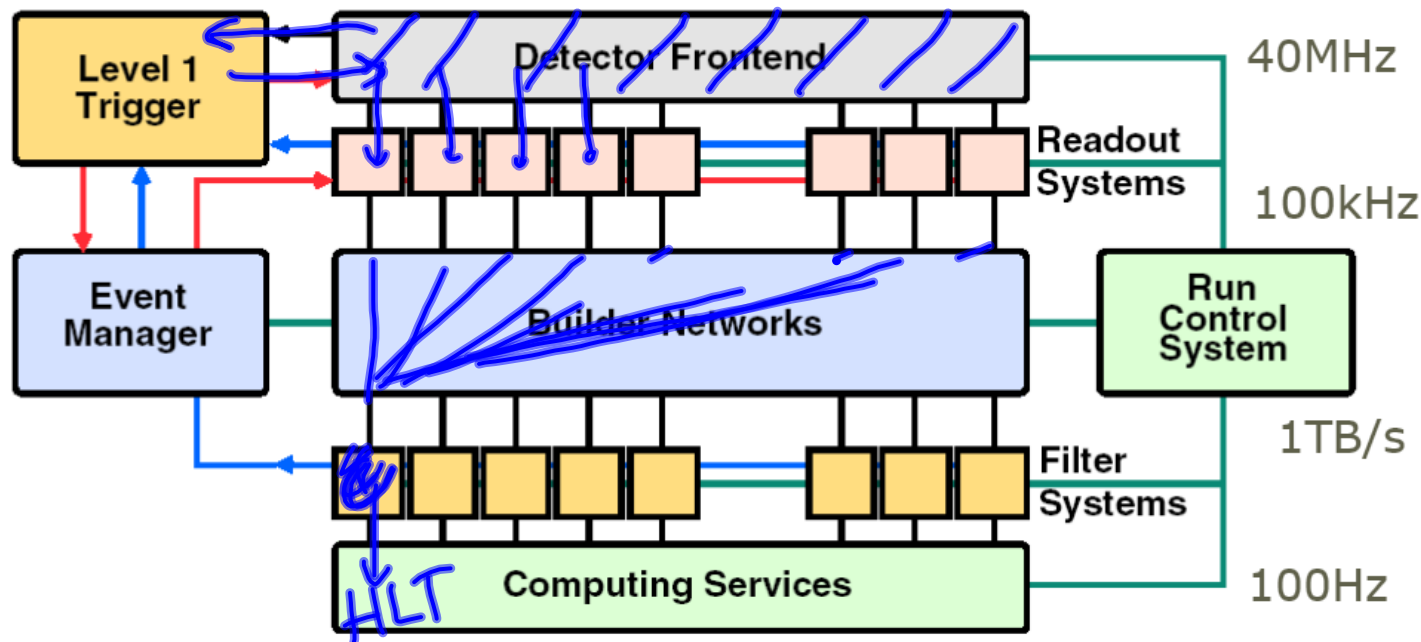 Detector Frontend
40MHz
Level 1
Trigger
Readout
Systems
100kHz
Event
Manager
Builder Networks
Run
Control
System
1TB/s
Filter
Systems
Computing Services
HLT
100Hz